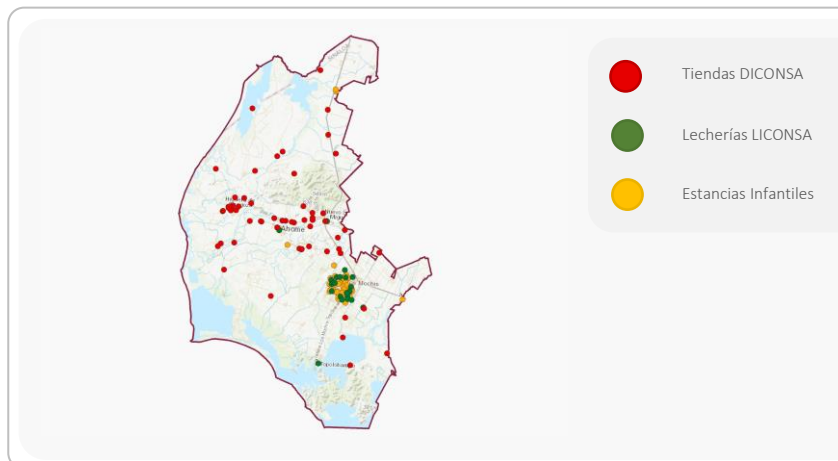 Tiendas DICONSA
Lecherías LICONSA
Estancias Infantiles
Ahome
Mochis